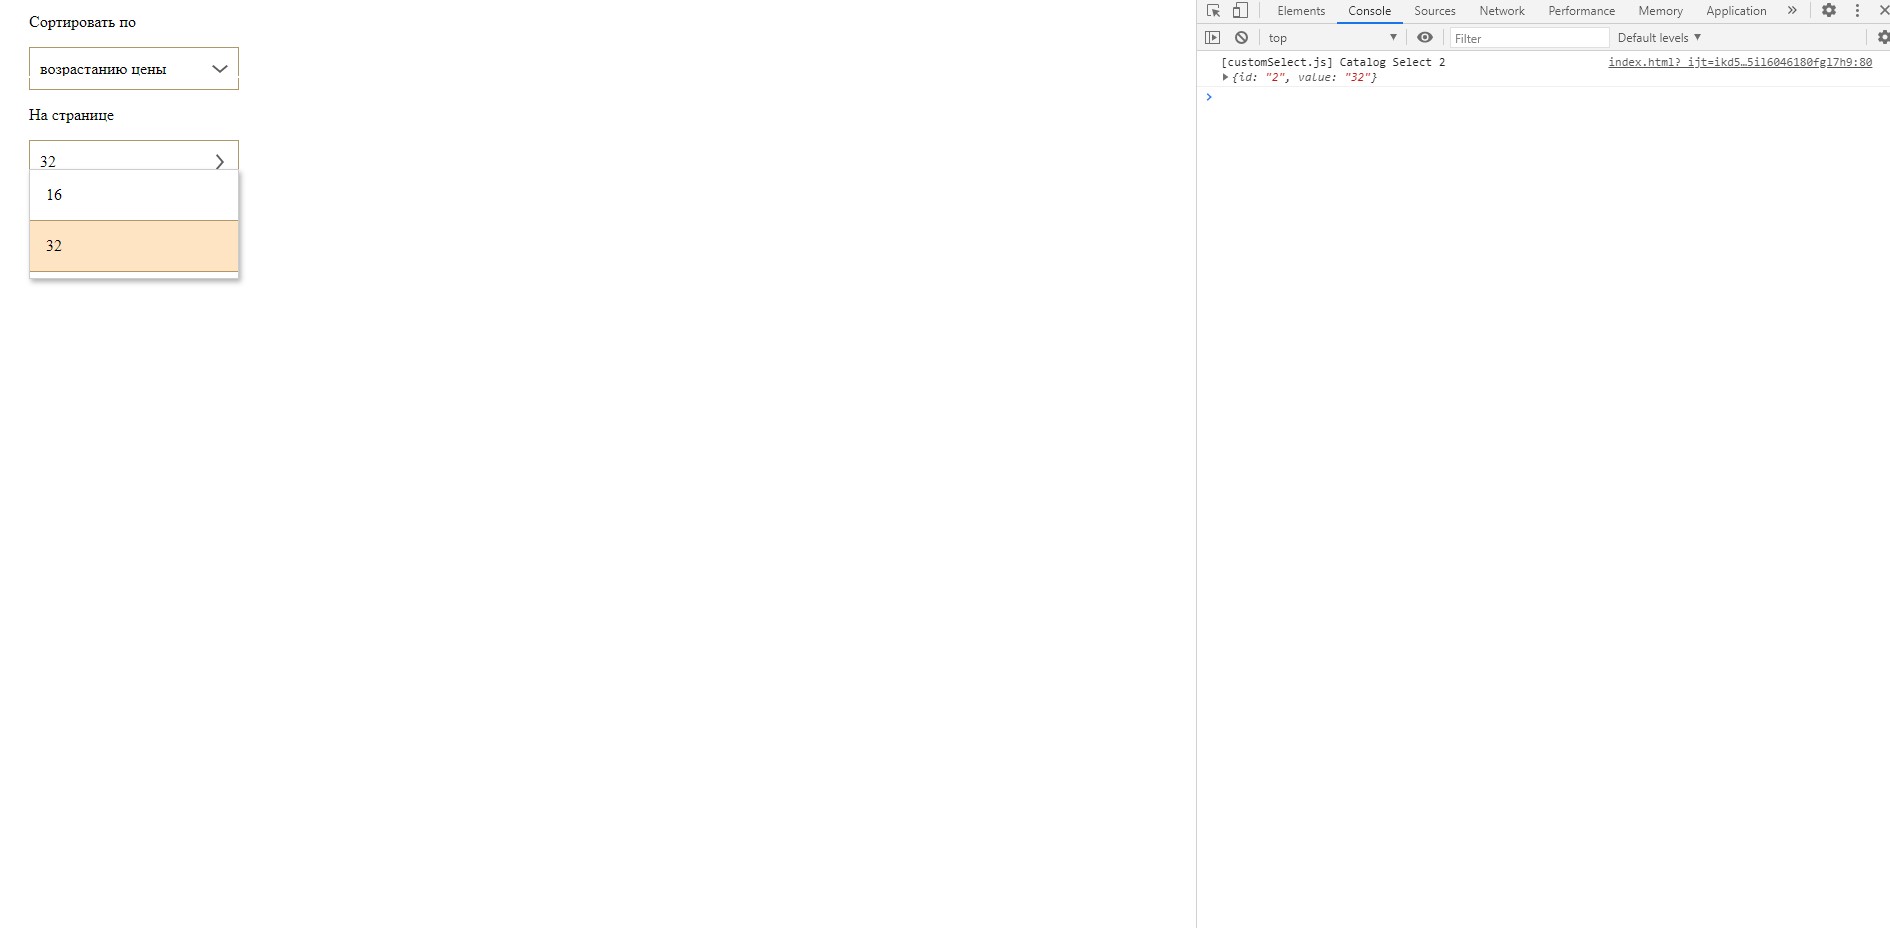 Сортировать по
возрастанию цены
На странице
32
16
32
Elements Console Sources Network Performance Memory Application
top Filter Default levels
[customSelect.js] Catalog Select 2 index.html? ijt=ikd5…5il6046180fgl7h9:80
{id: "2", value: "32"}